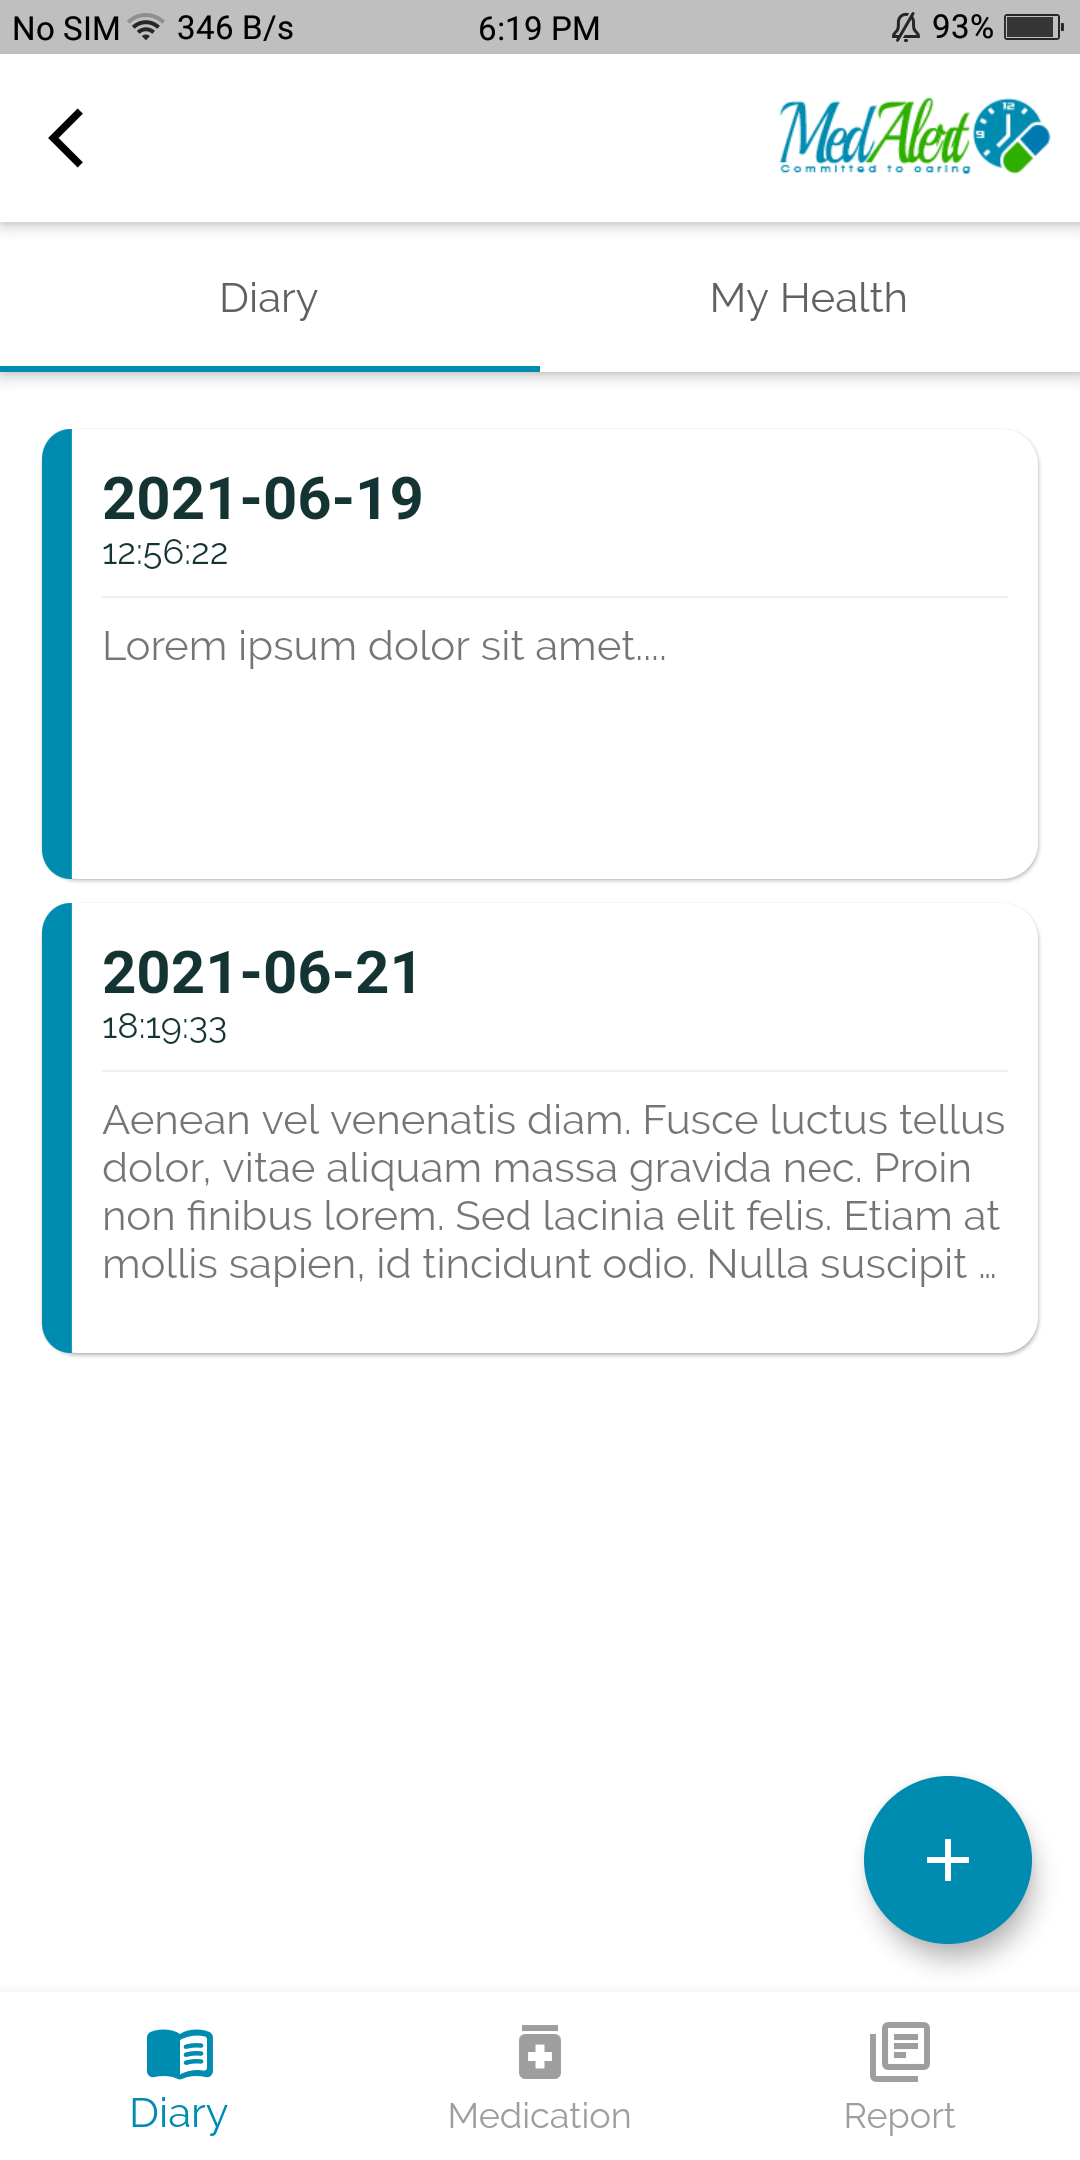 No SIM 346 B/s 6:19 PM 93%
MedAlert
Committed to caring
12
9
Diary My Health
2021-06-19
12:56:22
Lorem ipsum dolor sit amet....
2021-06-21
18:19:33
Aenean vel venenatis diam. Fusce luctus tellus
dolor, vitae aliquam massa gravida nec. Proin
non finibus lorem. Sed lacinia elit felis. Etiam at
mollis sapien, id tincidunt odio. Nulla suscipit ...
+
Diary Medication Report